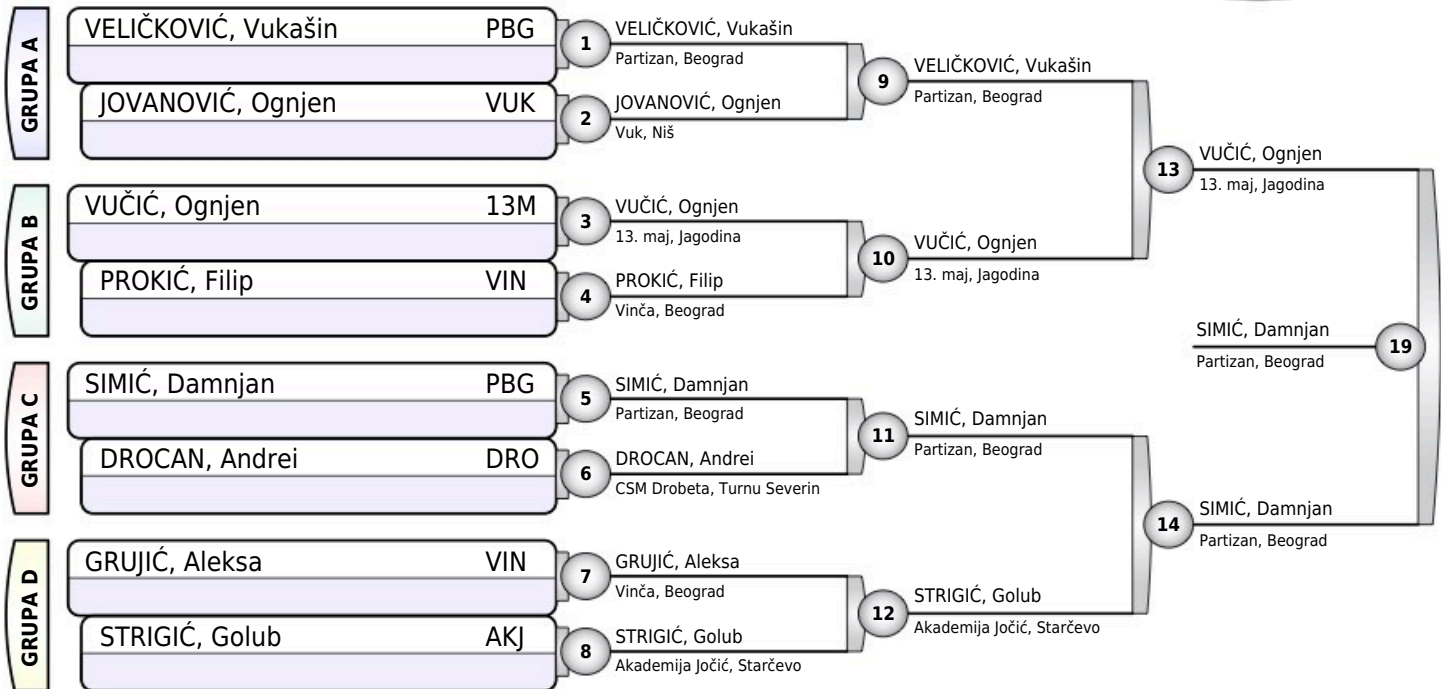 GRUPA A
VELIČKOVIĆ, Vukašin PBG
JOVANOVIĆ, Ognjen VUK
GRUPA B
VUČIĆ, Ognjen 13M
PROKIĆ, Filip VIN
GRUPA C
SIMIĆ, Damnjan PBG
DROCAN, Andrei DRO
GRUPA D
GRUJIĆ, Aleksa VIN
STRIGIĆ, Golub AKJ
1 VELIČKOVIĆ, Vukašin
Partizan, Beograd
2 JOVANOVIĆ, Ognjen
Vuk, Niš
3 VUČIĆ, Ognjen
13. maj, Jagodina
4 PROKIĆ, Filip
Vinča, Beograd
5 SIMIĆ, Damnjan
Partizan, Beograd
6 DROCAN, Andrei
CSM Drobeta, Turnu Severin
7 GRUJIĆ, Aleksa
Vinča, Beograd
8 STRIGIĆ, Golub
Akademija Jočić, Starčevo
9 VELIČKOVIĆ, Vukašin
Partizan, Beograd
10 VUČIĆ, Ognjen
13. maj, Jagodina
11 SIMIĆ, Damnjan
Partizan, Beograd
12 STRIGIĆ, Golub
Akademija Jočić, Starčevo
13 VUČIĆ, Ognjen
13. maj, Jagodina
14 SIMIĆ, Damnjan
Partizan, Beograd
SIMIĆ, Damnjan 19
Partizan, Beograd